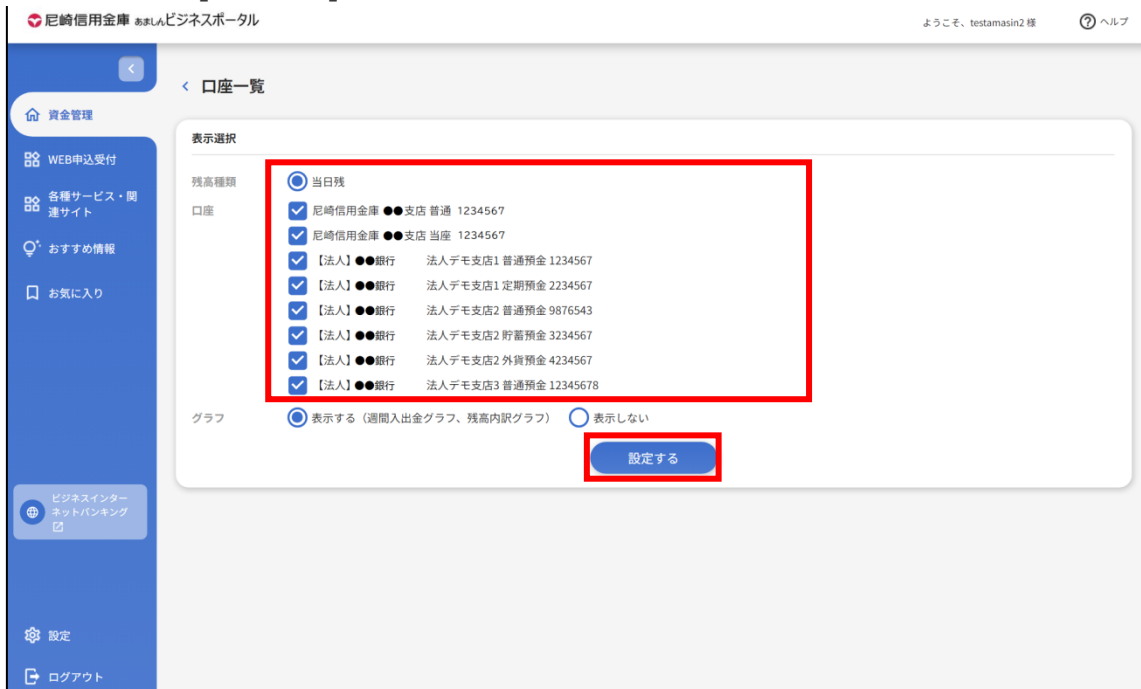 尼崎信用金庫 あましんビジネスポータル
ようこそ、testamasin2 様
ヘルプ
口座一覧
資金管理
WEB申込受付
各種サービス・関
連サイト
おすすめ情報
お気に入り
ビジネスインター
ネットバンキング
設定
ログアウト
表示選択
残高種類
当日残
口座
尼崎信用金庫 ●●支店 普通 1234567
尼崎信用金庫 ●●支店 当座 1234567
【法人】●●銀行 法人デモ支店1 普通預金 1234567
【法人】●●銀行 法人デモ支店1 定期預金 2234567
【法人】●●銀行 法人デモ支店2 普通預金 9876543
【法人】●●銀行 法人デモ支店2 貯蓄預金 3234567
【法人】●●銀行 法人デモ支店2 外貨預金 4234567
【法人】●●銀行 法人デモ支店3 普通預金 12345678
グラフ
表示する（週間入出金グラフ、残高内訳グラフ） 表示しない
設定する